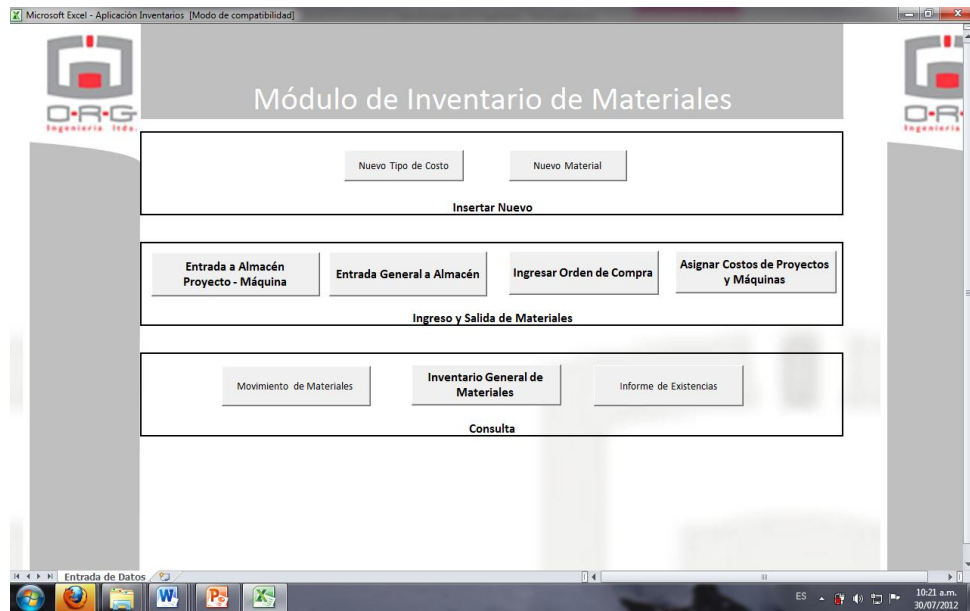 Microsoft Excel - Aplicación Inventarios [Modo de compatibilidad]
O-R-G
Ingeniería ltda.
Módulo de Inventario de Materiales
O-R-G
Ingeniería
Nuevo Tipo de Costo
Nuevo Material
Insertar Nuevo
Entrada a Almacén
Proyecto - Máquina
Entrada General a Almacén
Ingresar Orden de Compra
Asignar Costos de Proyectos
y Máquinas
Ingreso y Salida de Materiales
Movimiento de Materiales
Inventario General de
Materiales
Informe de Existencias
Consulta
Entrada de Datos
ES
10:21 a.m.
30/07/2012